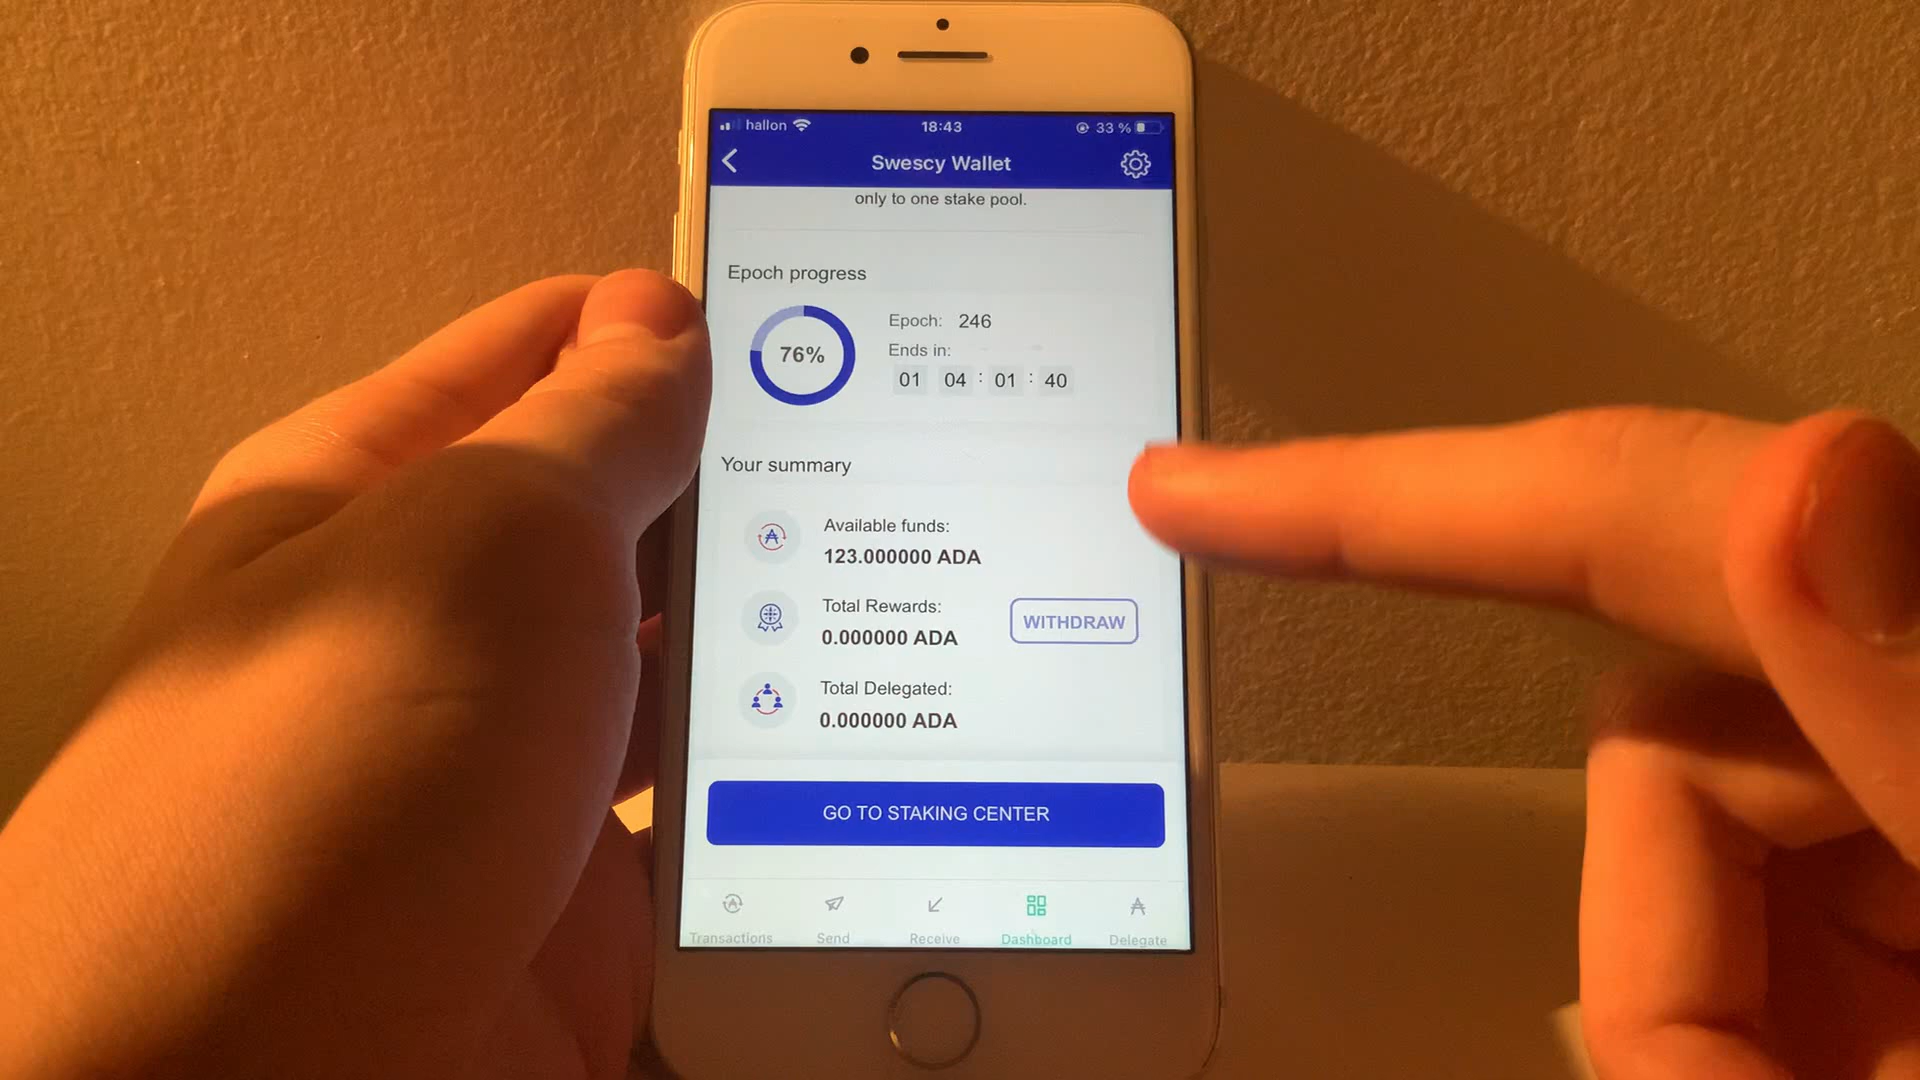 hallon 18:43 33 %
Swescy Wallet
only to one stake pool.
Epoch progress
76%
Epoch: 246
Ends in:
01 04 : 01 : 40
Your summary
Available funds:
123.000000 ADA
Total Rewards:
0.000000 ADA
WITHDRAW
Total Delegated:
0.000000 ADA
GO TO STAKING CENTER
Transactions Send Receive Dashboard Delegate